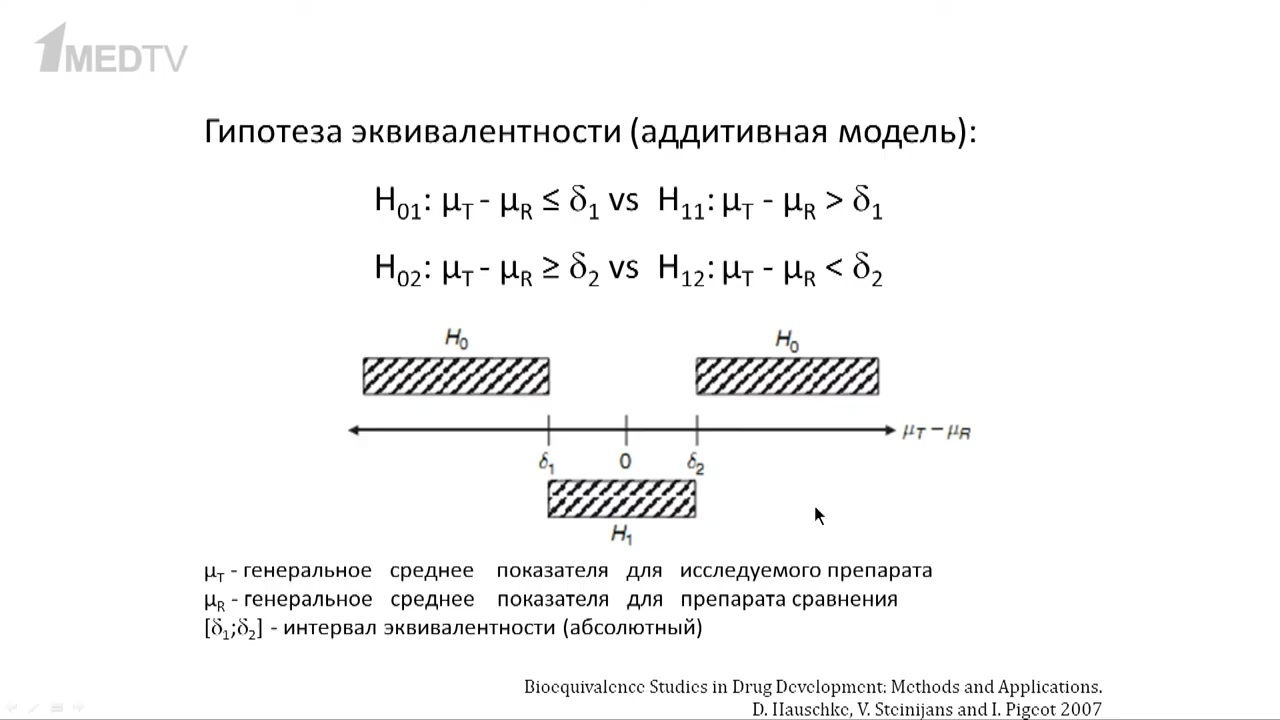 1MEDTV
Гипотеза эквивалентности (аддитивная модель):
H01: μT - μR ≤ δ1 vs H11: μT - μR > δ1
H02: μT - μR ≥ δ2 vs H12: μT - μR < δ2
H0 H0
μT − μR
δ1 0 δ2
H1
μT - генеральное среднее показателя для исследуемого препарата
μR - генеральное среднее показателя для препарата сравнения
[δ1;δ2] - интервал эквивалентности (абсолютный)
Bioequivalence Studies in Drug Development: Methods and Applications.
D. Hauschke, V. Steinijans and I. Pigeot 2007